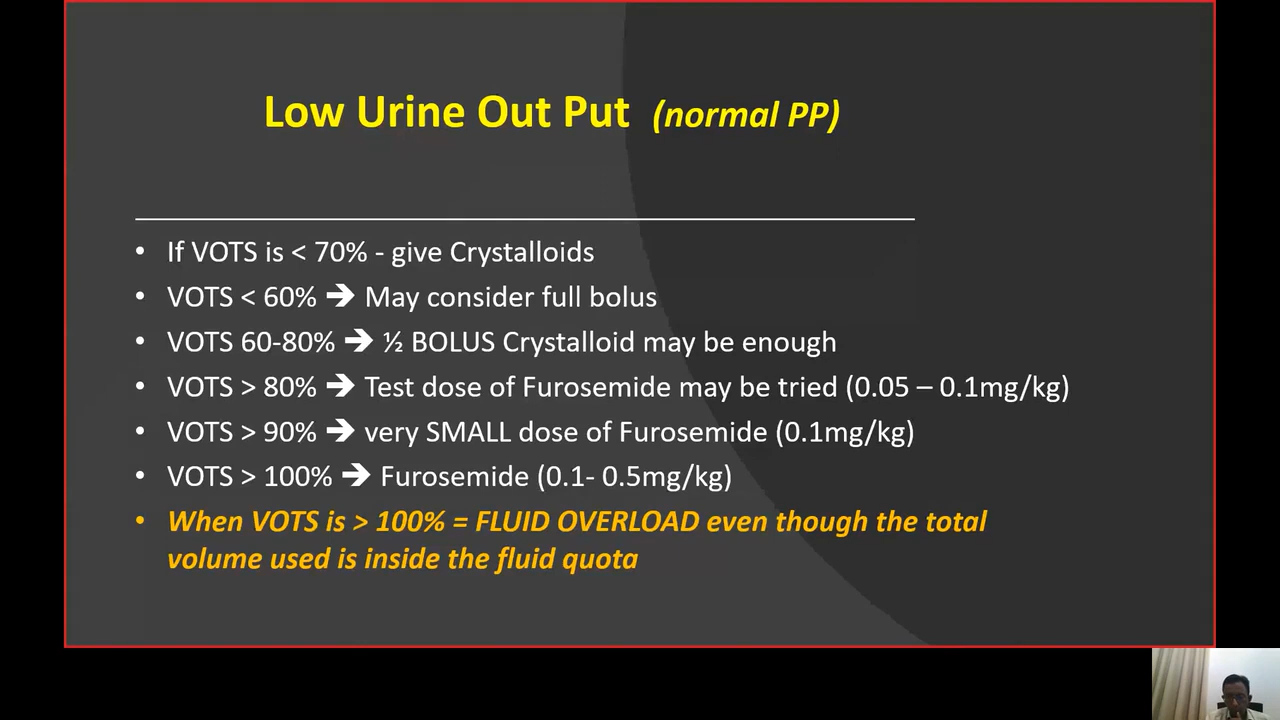 Low Urine Out Put (normal PP)
• If VOTS is < 70% - give Crystalloids
• VOTS < 60% 🡺 May consider full bolus
• VOTS 60-80% 🡺 ½ BOLUS Crystalloid may be enough
• VOTS > 80% 🡺 Test dose of Furosemide may be tried (0.05 – 0.1mg/kg)
• VOTS > 90% 🡺 very SMALL dose of Furosemide (0.1mg/kg)
• VOTS > 100% 🡺 Furosemide (0.1- 0.5mg/kg)
• When VOTS is > 100% = FLUID OVERLOAD even though the total
volume used is inside the fluid quota